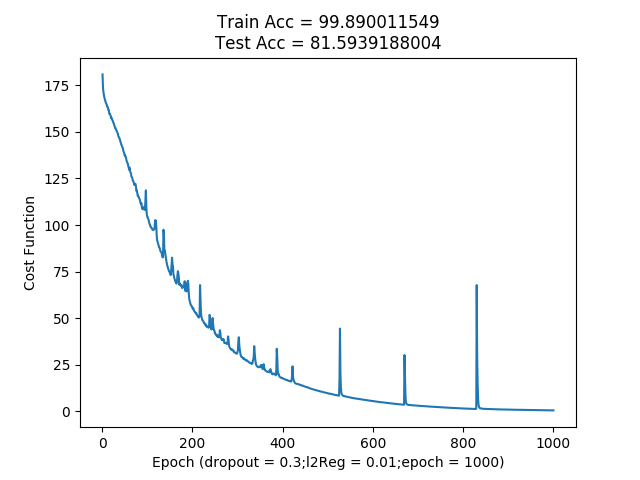 Train Acc = 99.890011549
Test Acc = 81.5939188004
Cost Function
175
150
125
100
75
50
25
0
0 200 400 600 800 1000
Epoch (dropout = 0.3;l2Reg = 0.01;epoch = 1000)